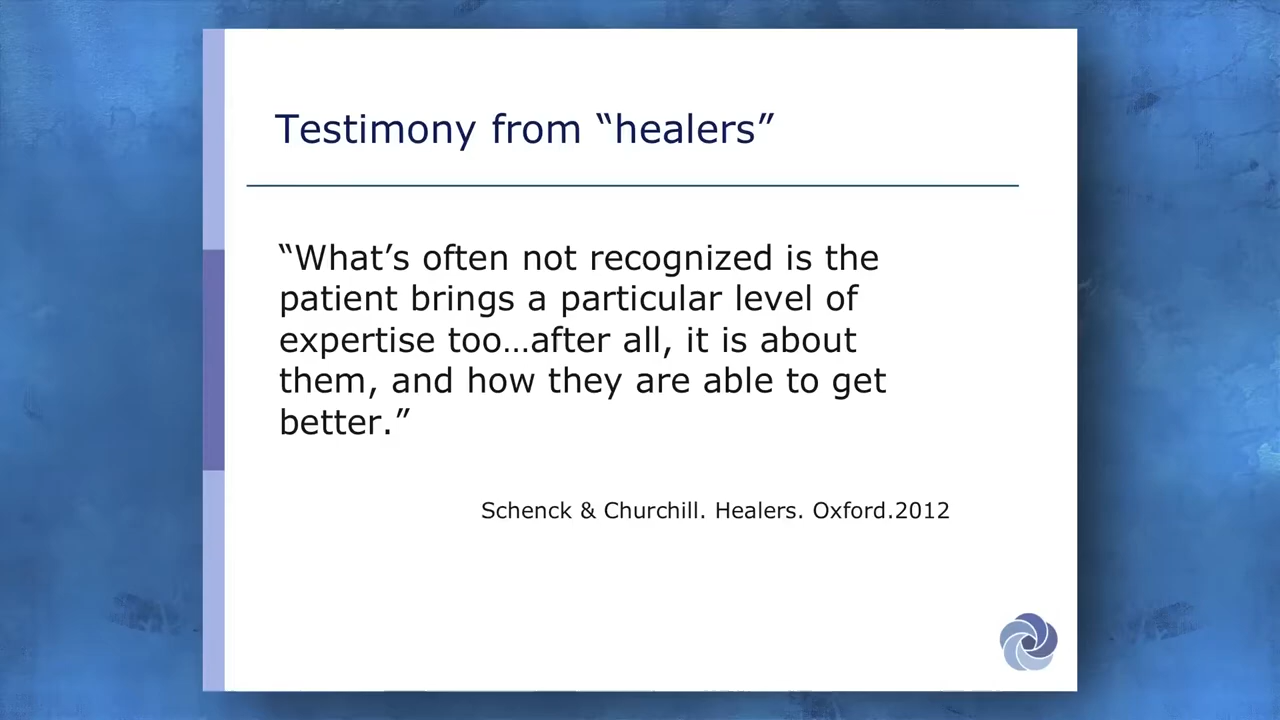 Testimony from “healers”
“What’s often not recognized is the
patient brings a particular level of
expertise too…after all, it is about
them, and how they are able to get
better.”
Schenck & Churchill. Healers. Oxford.2012